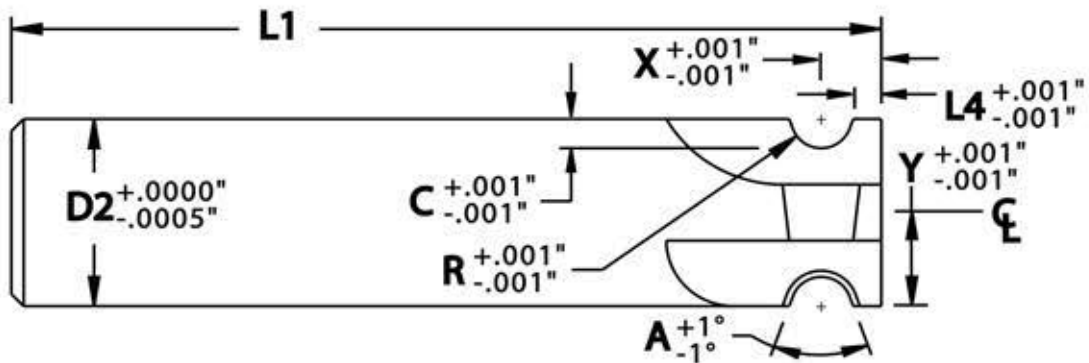 L1
X +.001"
-.001"
L4 +.001"
-.001"
Y +.001"
-.001"
D2 +.0000"
-.0005"
C +.001"
-.001"
CL
R +.001"
-.001"
A +1°
-1°